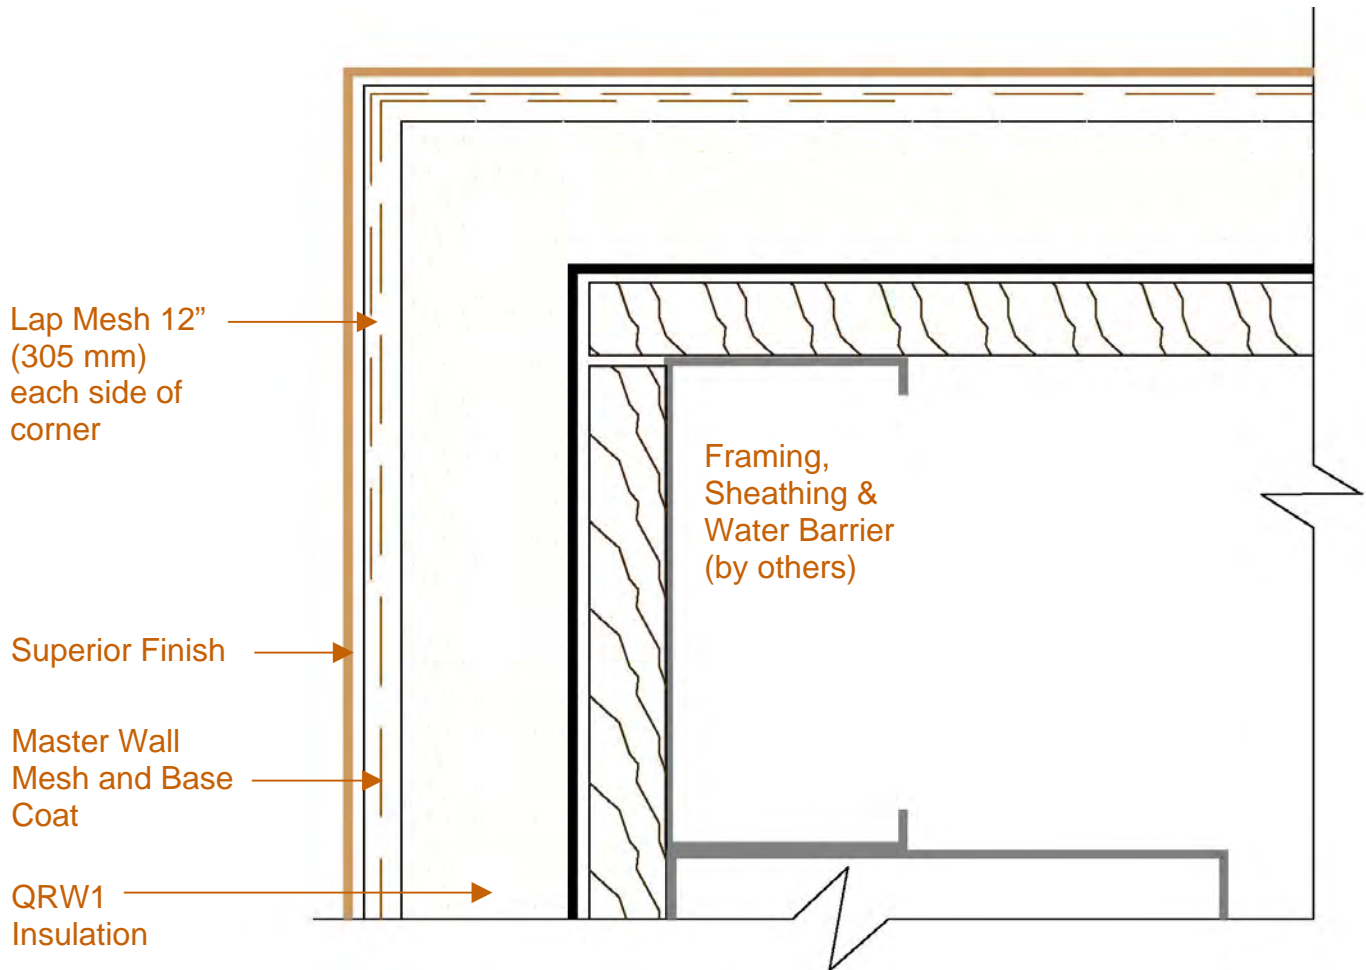 Lap Mesh 12”
(305 mm)
each side of
corner
Framing,
Sheathing &
Water Barrier
(by others)
Superior Finish
Master Wall
Mesh and Base
Coat
QRW1
Insulation